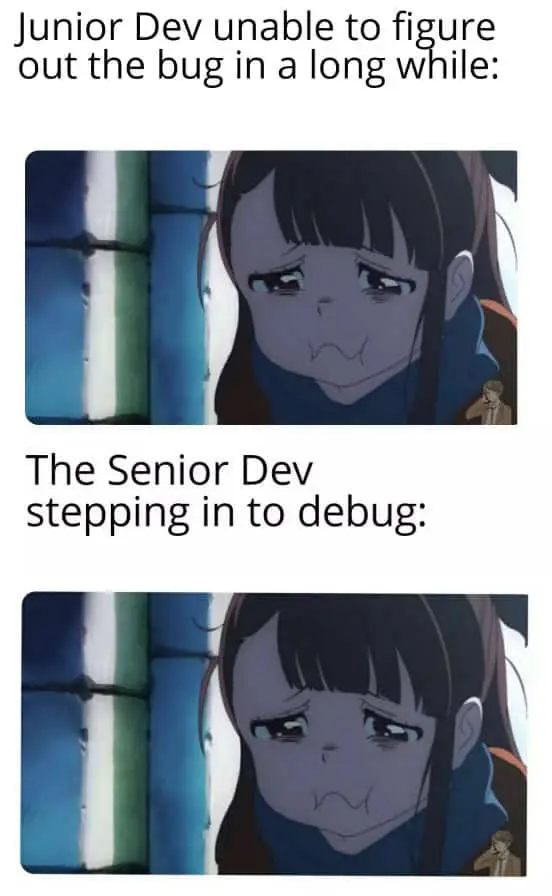 Junior Dev unable to figure
out the bug in a long while:
The Senior Dev
stepping in to debug: